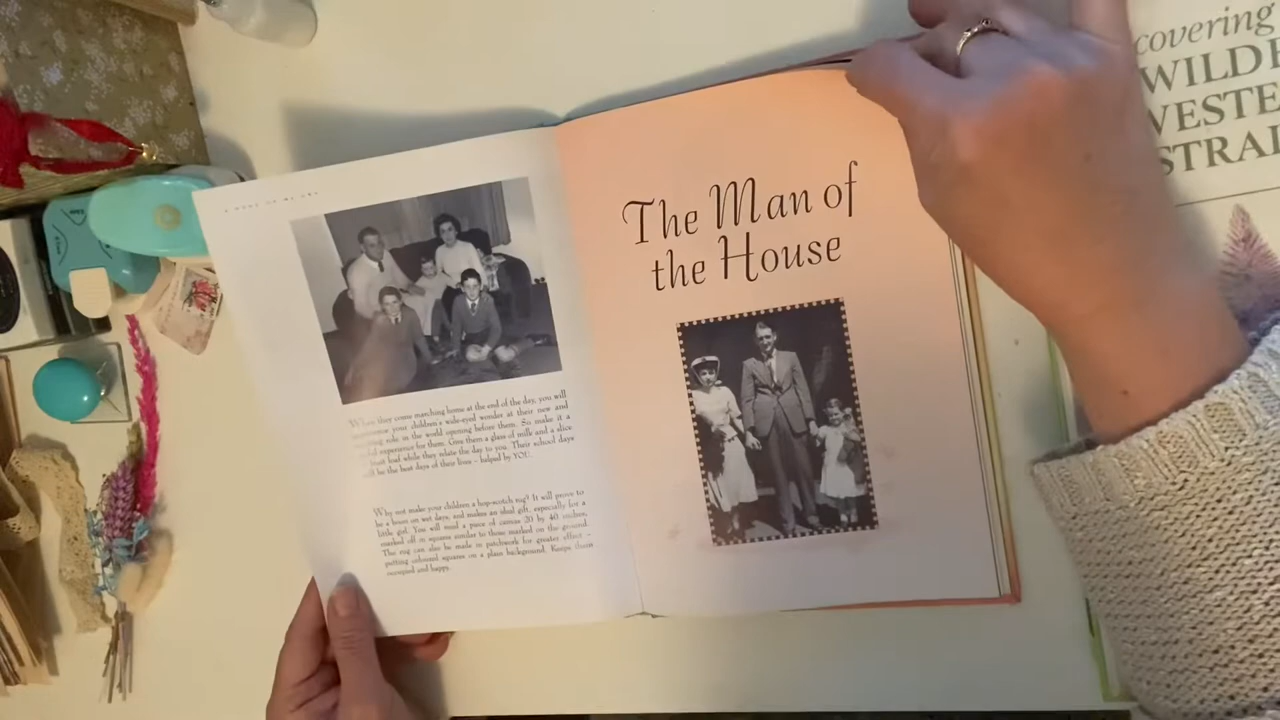 When they come marching home at the end of the day, you will
your children's wide-eyed wonder at their new and
role in the world opening before them. So make it a
experience for them. Give them a glass of milk and a slice
fruit loaf while they relate the day to you. Their school days
be the best days of their lives – helped by YOU.
Why not make your children a hop-scotch rug? It will prove to
be a boon on wet days, and makes an ideal gift, especially for a
little girl. You will need a piece of canvas 20 by 40 inches,
marked off in squares similar to those marked on the ground.
The rug can also be made in patchwork for greater effect –
putting coloured squares on a plain background. Keeps them
occupied and happy.
The Man of
the House
covering
WILD
WESTE
STRAL